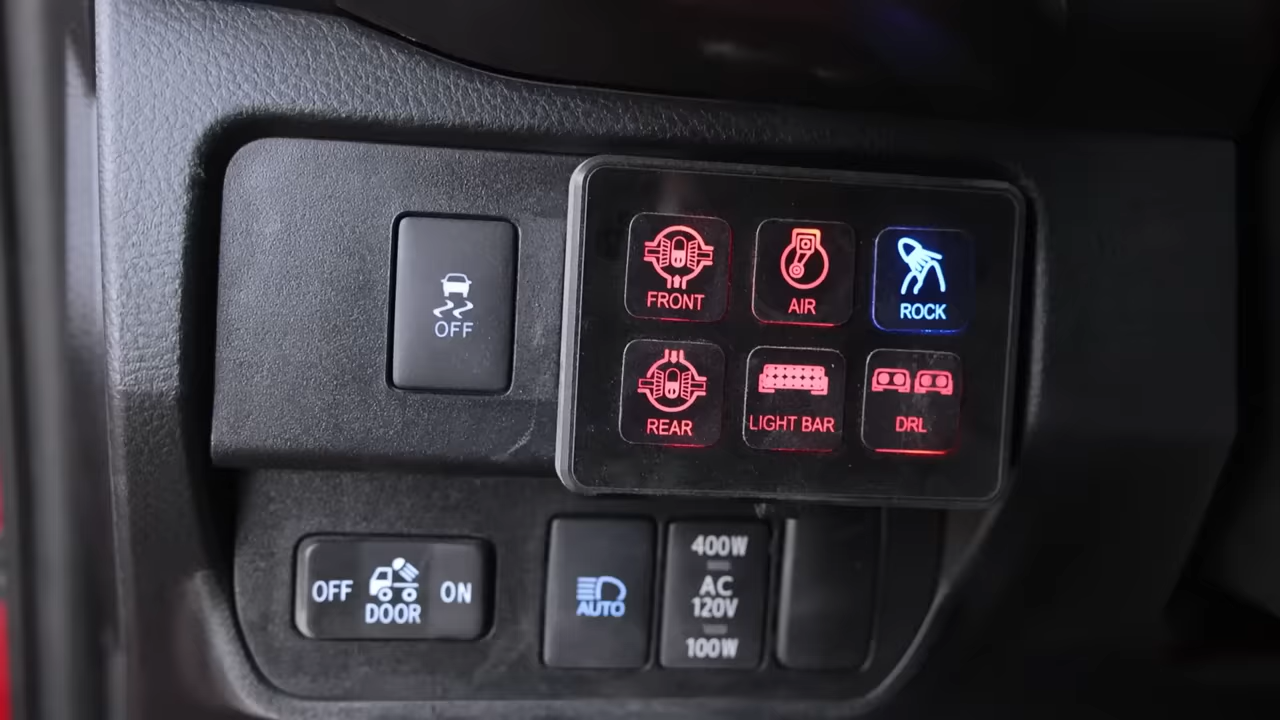 OFF
FRONT
AIR
ROCK
REAR
LIGHT BAR
DRL
OFF
DOOR
ON
AUTO
400W
AC
120V
100W